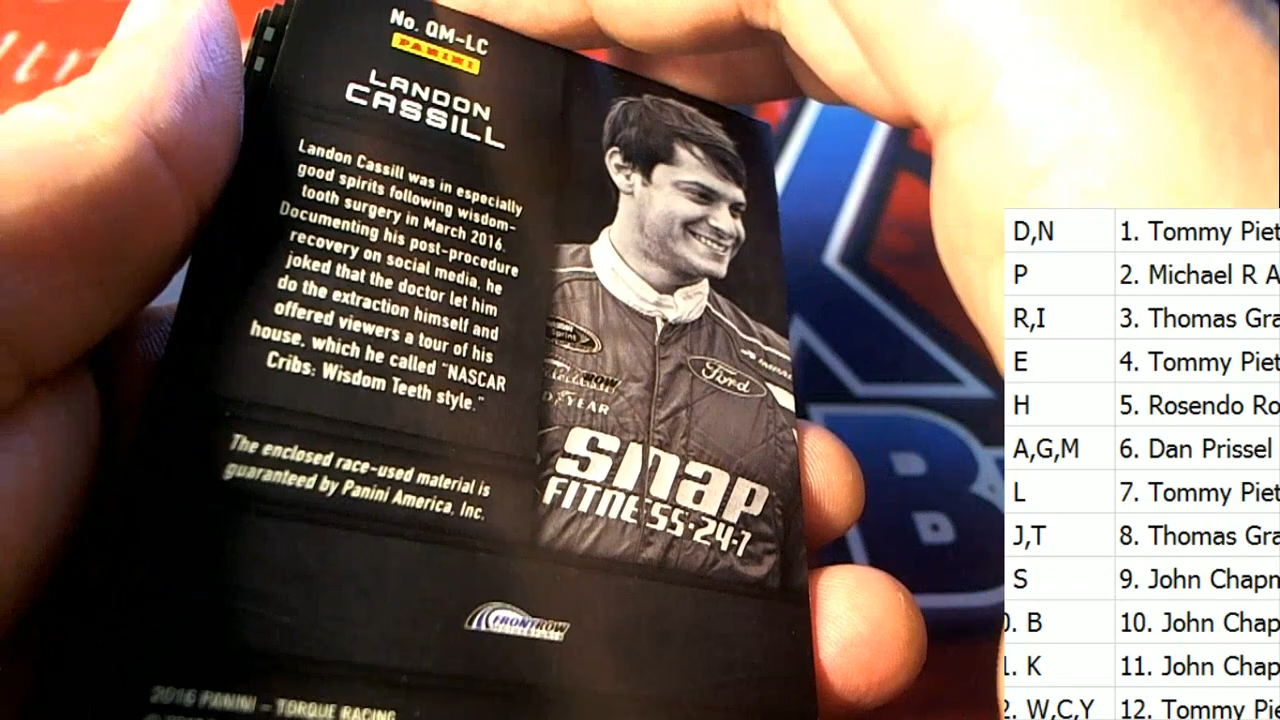 No. QM-LC
PANINI
LANDON
CASSILL
Landon Cassill was in especially
good spirits following wisdom-
tooth surgery in March 2016.
Documenting his post-procedure
recovery on social media, he
joked that the doctor let him
do the extraction himself and
offered viewers a tour of his
house, which he called "NASCAR
Cribs: Wisdom Teeth style."
The enclosed race-used material is
guaranteed by Panini America, Inc.
Ford
snap
FITNESS·24-7
FRONTROW
2016 PANINI – TORQUE RACING
D,N 1. Tommy Piet
P 2. Michael R A
R,I 3. Thomas Gra
E 4. Tommy Piet
H 5. Rosendo Ro
A,G,M 6. Dan Prissel
L 7. Tommy Piet
J,T 8. Thomas Gra
S 9. John Chapn
. B 10. John Chap
. K 11. John Chap
. W,C,Y 12. Tommy Pie